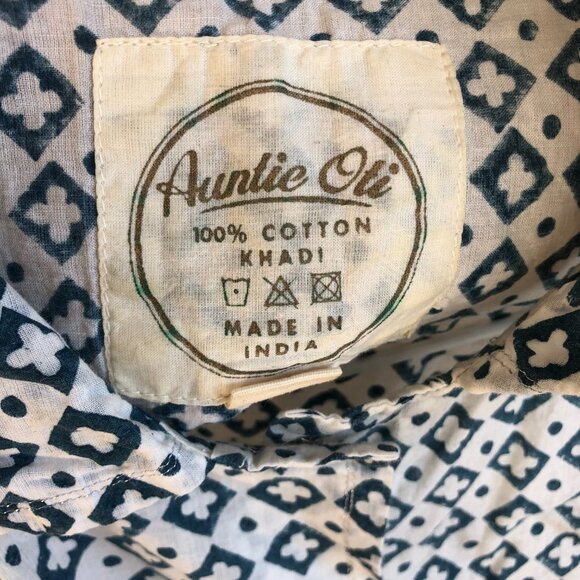 Auntie Oti
100% COTTON
KHADI
MADE IN
INDIA